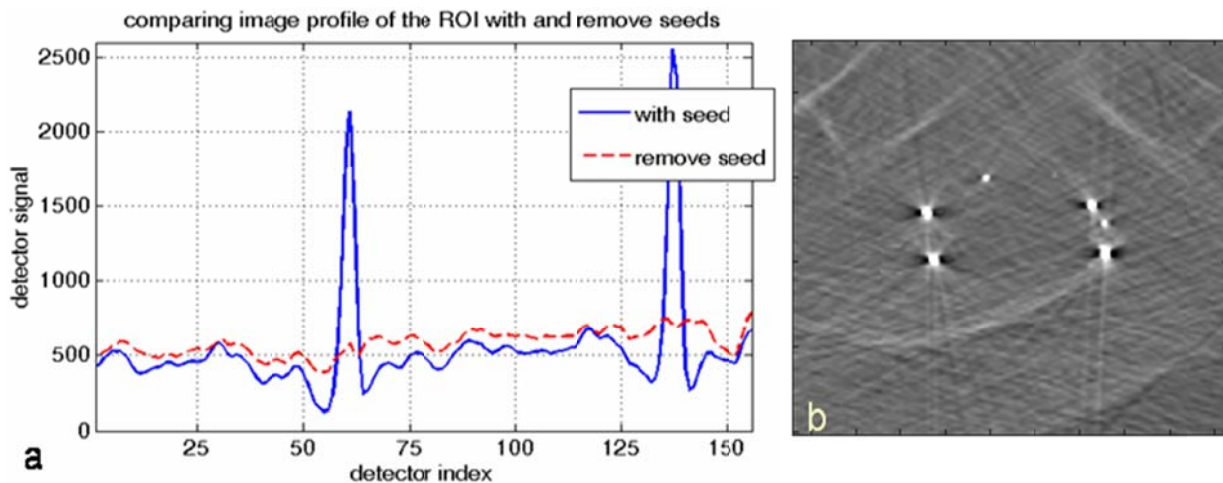 comparing image profile of the ROI with and remove seeds
2500
2000
1500
1000
500
0
detector signal
with seed
remove seed
25
50
75
100
125
150
detector index
a
b